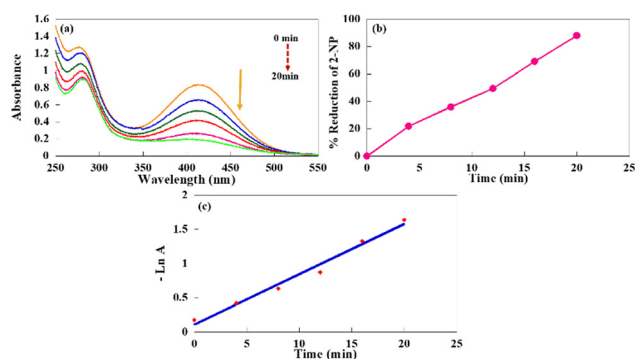 (a)
0 min
20min
Absorbance
1.6
1.4
1.2
1
0.8
0.6
0.4
0.2
0
250 300 350 400 450 500 550
Wavelength (nm)
(b)
% Reduction of 2-NP
100
80
60
40
20
0
0 5 10 15 20 25
Time (min)
(c)
- Ln A
2
1.5
1
0.5
0
0 5 10 15 20 25
Time (min)